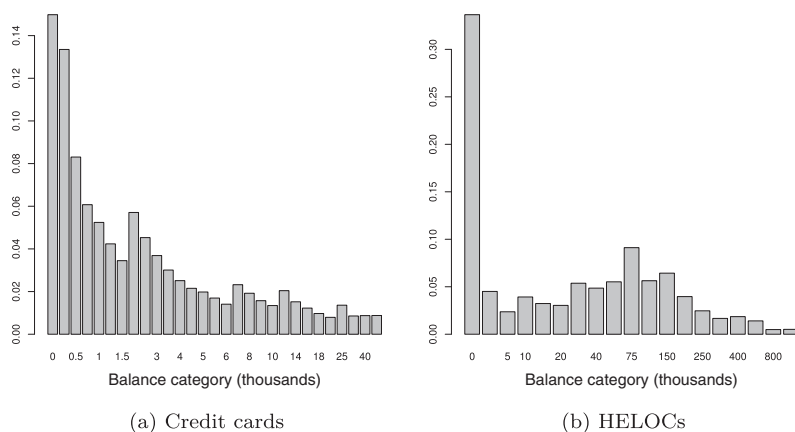 0.14
0.12
0.10
0.08
0.06
0.04
0.02
0.00
0 0.5 1 1.5 3 4 5 6 8 10 14 18 25 40
Balance category (thousands)
(a) Credit cards
0.30
0.25
0.20
0.15
0.10
0.05
0.00
0 5 10 20 40 75 150 250 400 800
Balance category (thousands)
(b) HELOCs